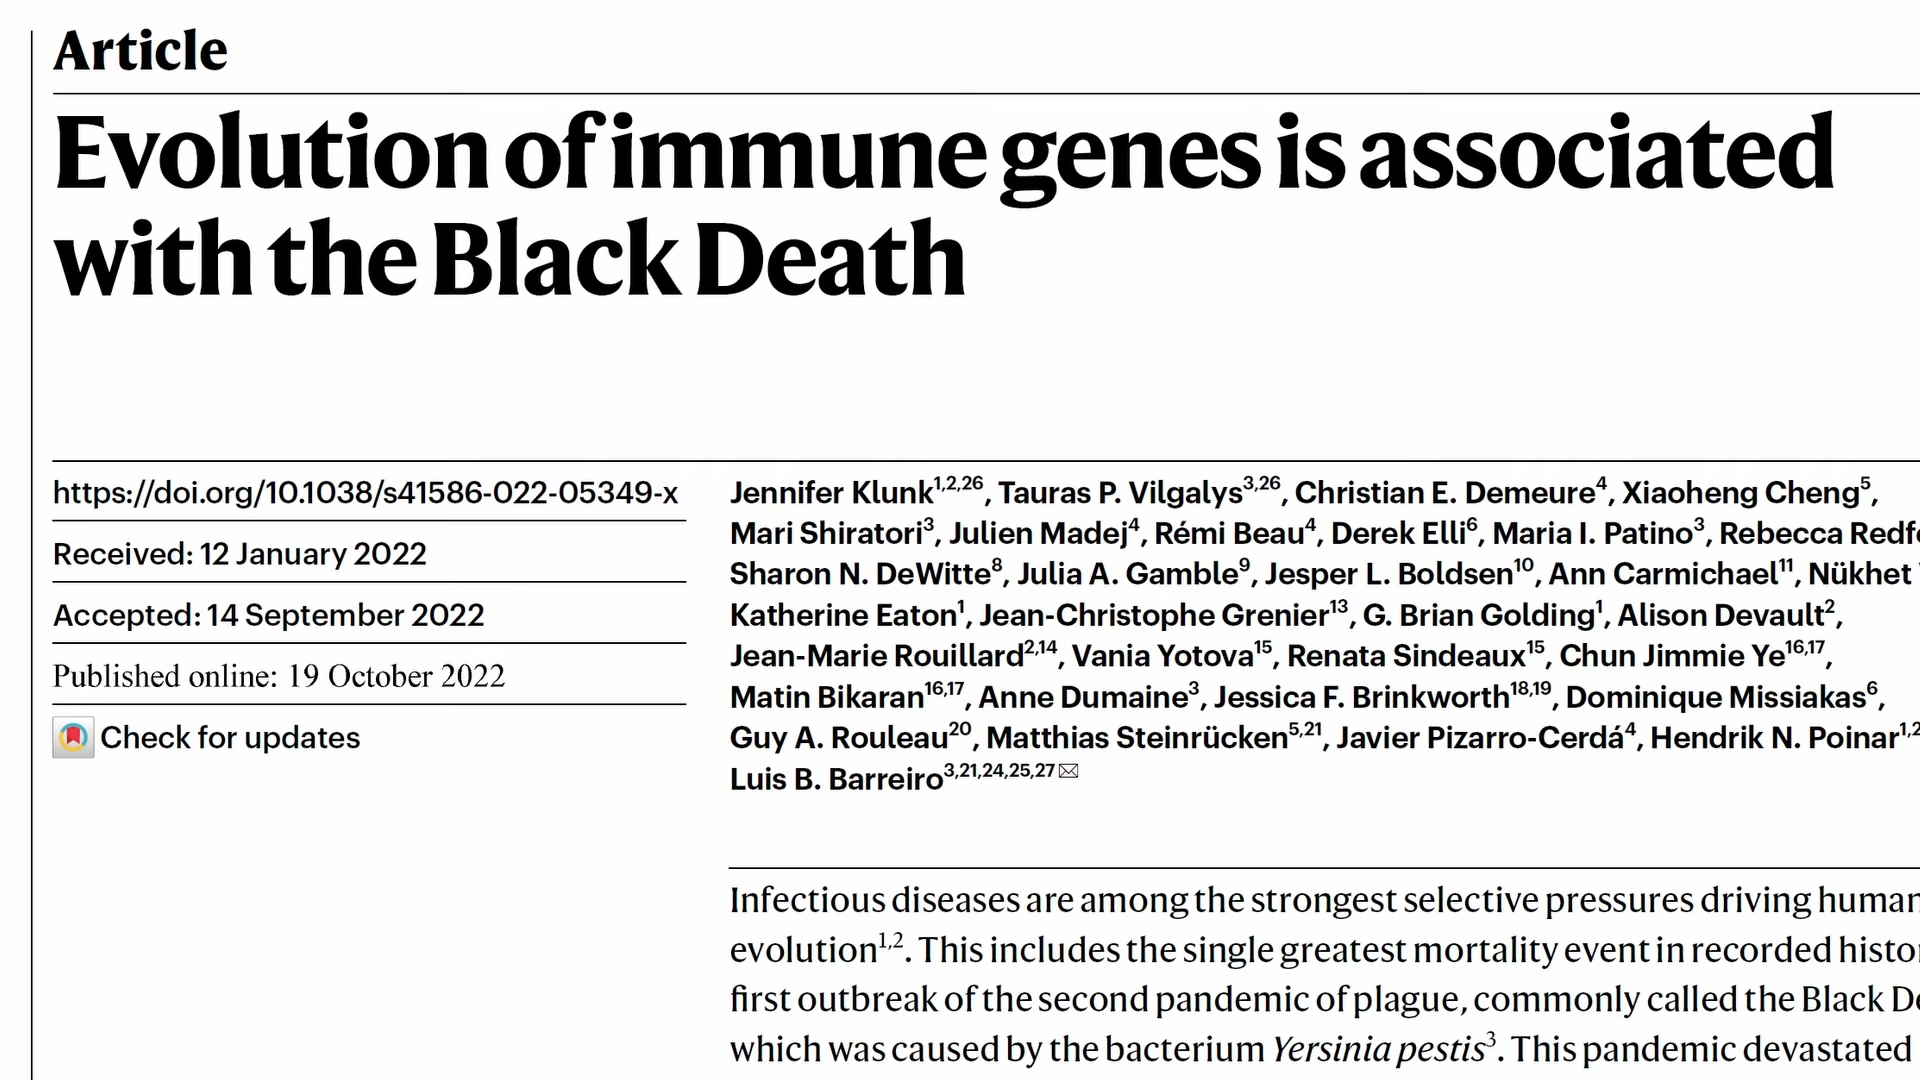 Article
Evolution of immune genes is associated
with the Black Death
https://doi.org/10.1038/s41586-022-05349-x
Received: 12 January 2022
Accepted: 14 September 2022
Published online: 19 October 2022
Check for updates
Jennifer Klunk1,2,26, Tauras P. Vilgalys3,26, Christian E. Demeure4, Xiaoheng Cheng5,
Mari Shiratori3, Julien Madej4, Rémi Beau4, Derek Elli6, Maria I. Patino3, Rebecca
Sharon N. DeWitte8, Julia A. Gamble9, Jesper L. Boldsen10, Ann Carmichael11, Nükhet
Katherine Eaton1, Jean-Christophe Grenier13, G. Brian Golding1, Alison Devault2,
Jean-Marie Rouillard2,14, Vania Yotova15, Renata Sindeaux15, Chun Jimmie Ye16,17,
Matin Bikaran16,17, Anne Dumaine3, Jessica F. Brinkworth18,19, Dominique Missiakas6,
Guy A. Rouleau20, Matthias Steinrücken5,21, Javier Pizarro-Cerdá4, Hendrik N. Poinar1,2
Luis B. Barreiro3,21,24,25,27
Infectious diseases are among the strongest selective pressures driving human
evolution1,2. This includes the single greatest mortality event in recorded
first outbreak of the second pandemic of plague, commonly called the Black
which was caused by the bacterium Yersinia pestis3. This pandemic devastated